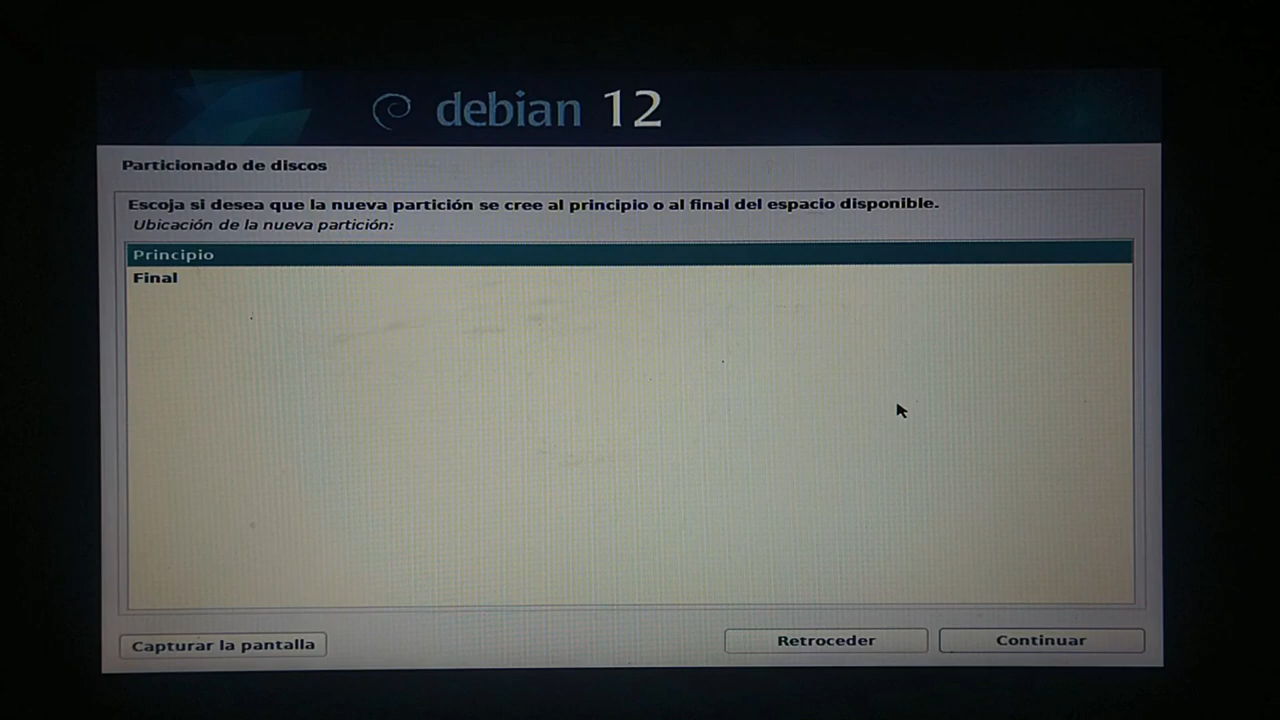 debian 12
Particionado de discos
Escoja si desea que la nueva partición se cree al principio o al final del espacio disponible.
Ubicación de la nueva partición:
Principio
Final
Capturar la pantalla
Retroceder
Continuar